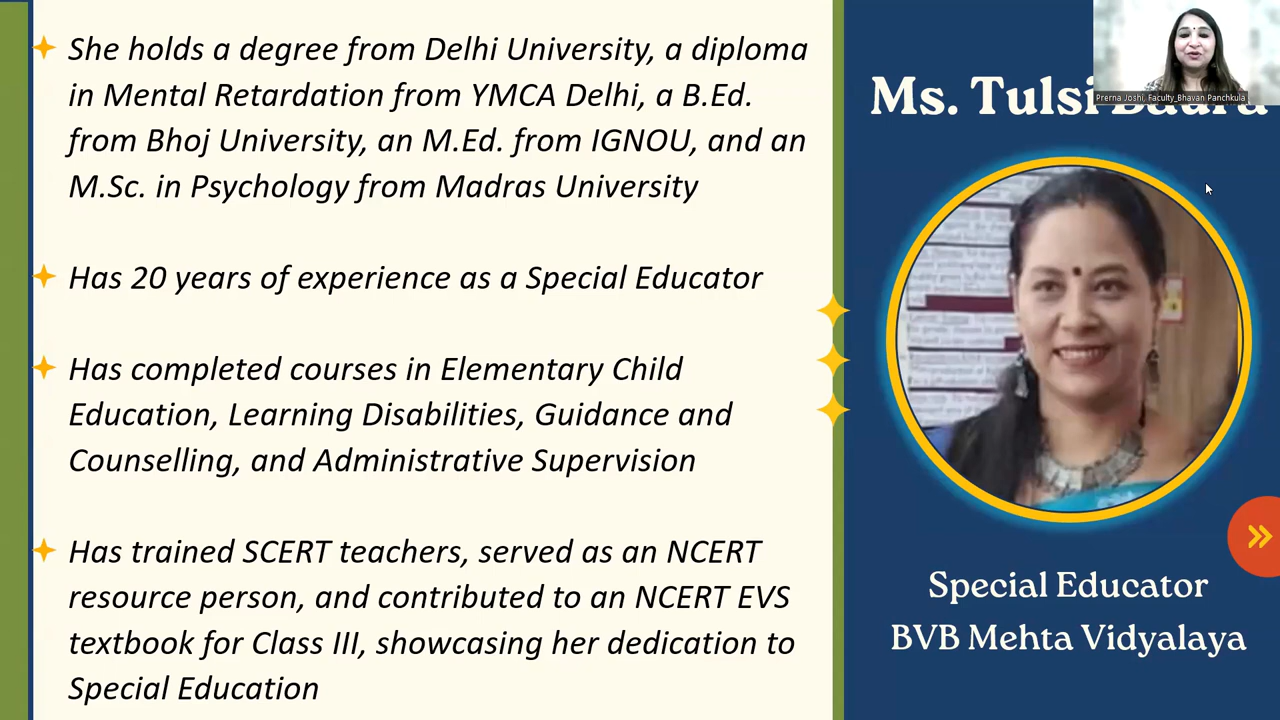 She holds a degree from Delhi University, a diploma
in Mental Retardation from YMCA Delhi, a B.Ed.
from Bhoj University, an M.Ed. from IGNOU, and an
M.Sc. in Psychology from Madras University
Has 20 years of experience as a Special Educator
Has completed courses in Elementary Child
Education, Learning Disabilities, Guidance and
Counselling, and Administrative Supervision
Has trained SCERT teachers, served as an NCERT
resource person, and contributed to an NCERT EVS
textbook for Class III, showcasing her dedication to
Special Education
Prerna Joshi, Faculty_Bhavan Panchkula
Ms. Tulsi
Special Educator
BVB Mehta Vidyalaya